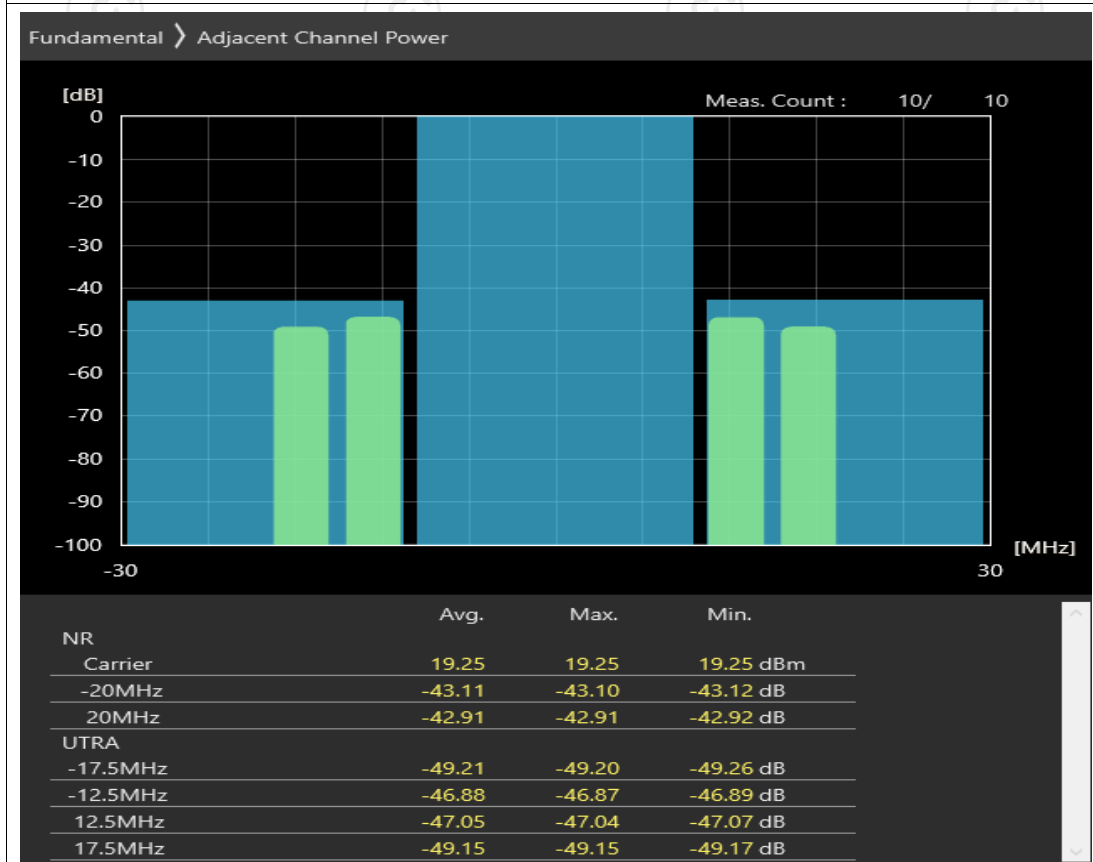 Fundamental 〉 Adjacent Channel Power
[dB]
Meas. Count : 10/ 10
0
-10
-20
-30
-40
-50
-60
-70
-80
-90
-100
[MHz]
-30 30
Avg. Max. Min.
NR
Carrier 19.25 19.25 19.25 dBm
-20MHz -43.11 -43.10 -43.12 dB
20MHz -42.91 -42.91 -42.92 dB
UTRA
-17.5MHz -49.21 -49.20 -49.26 dB
-12.5MHz -46.88 -46.87 -46.89 dB
12.5MHz -47.05 -47.04 -47.07 dB
17.5MHz -49.15 -49.15 -49.17 dB